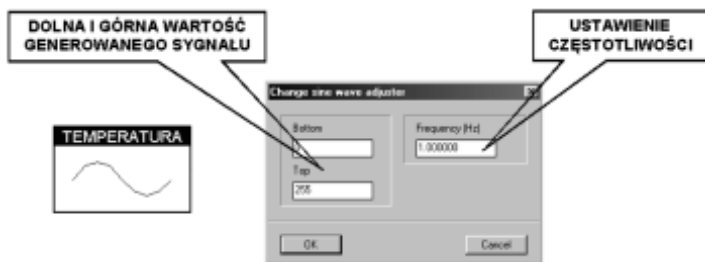 DOLNA I GÓRNA WARTOŚĆ
GENEROWANEGO SYGNALU
USTAWIENIE
CZĘSTOTLIWOŚCI
Change sine wave adjuster
TEMPERATURA
Bottom
Frequency (Hz)
1.000000
Top
255
OK
Cancel